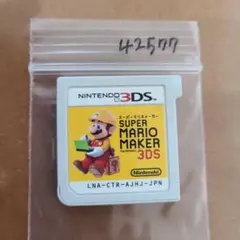 42577
NINTENDO 3DS
スーパーマリオメーカー
SUPER
MARIO
MAKER
3DS
Nintendo
LNA-CTR-AJHJ-JPN